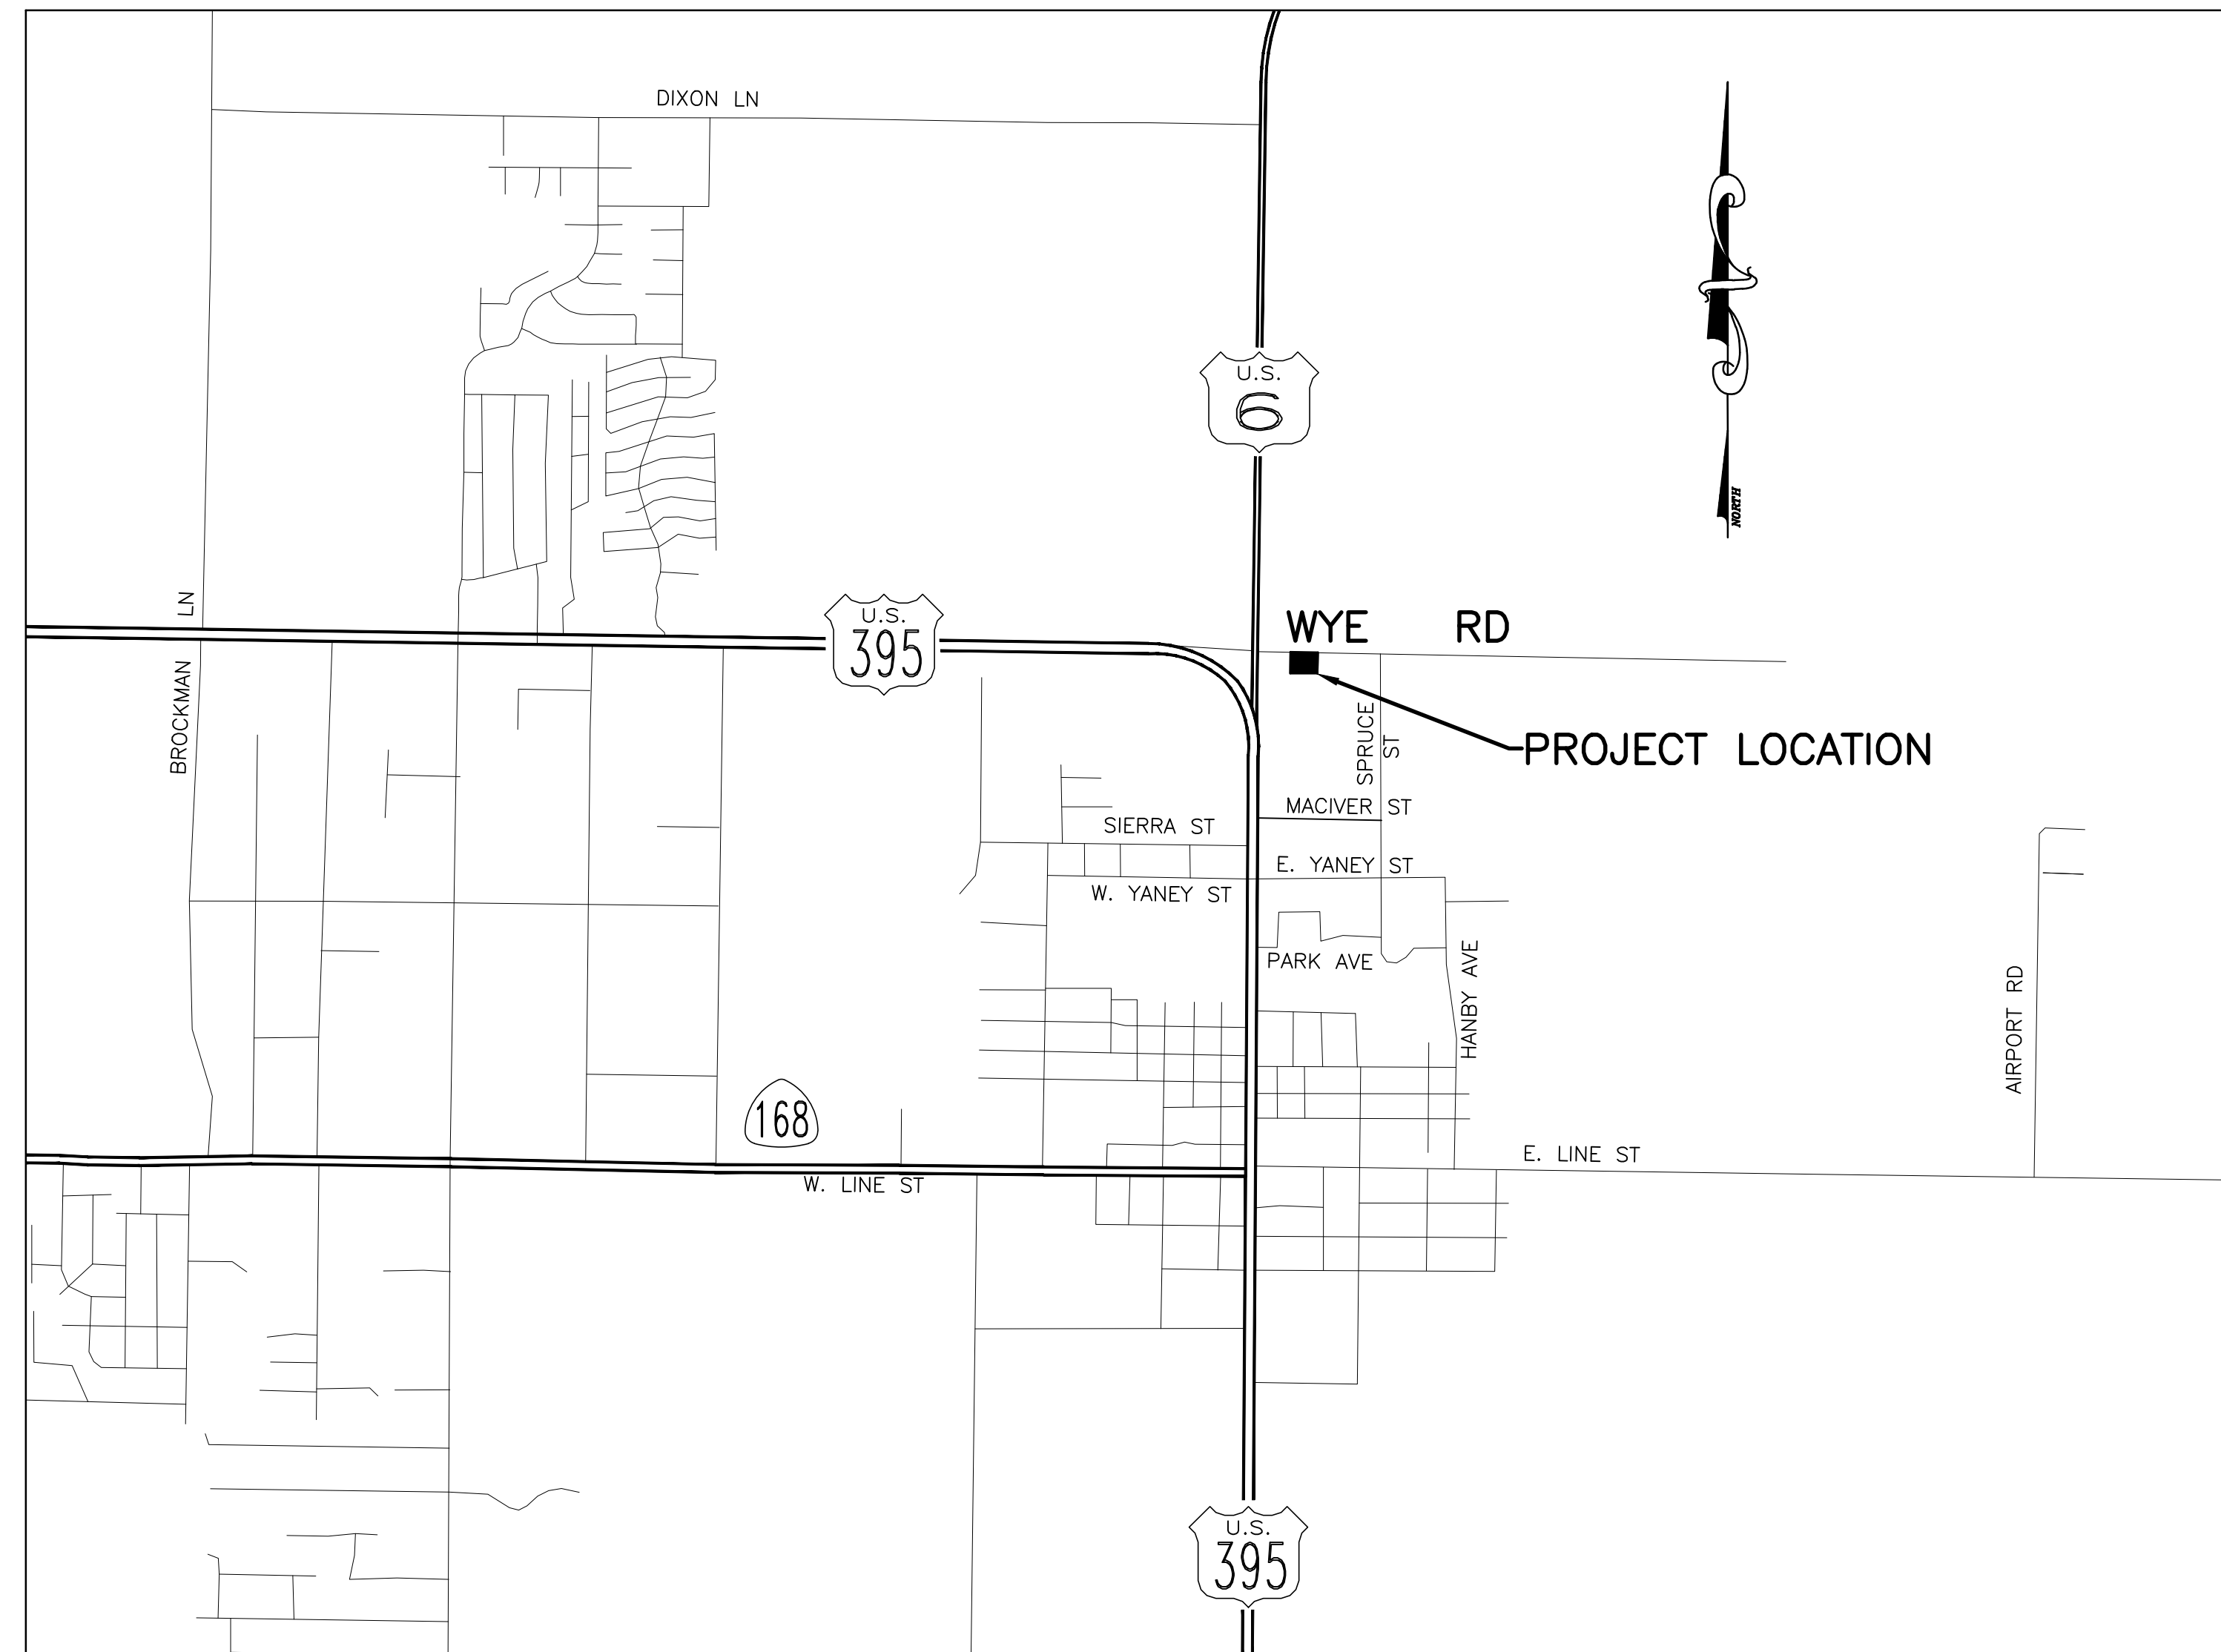 DIXON LN
U.S.
6
NORTH
LN
U.S.
395
WYE RD
BROCKMAN
SPRUCE
ST
PROJECT LOCATION
MACIVER ST
SIERRA ST
E. YANEY ST
W. YANEY ST
PARK AVE
HANBY AVE
AIRPORT RD
168
E. LINE ST
W. LINE ST
U.S.
395